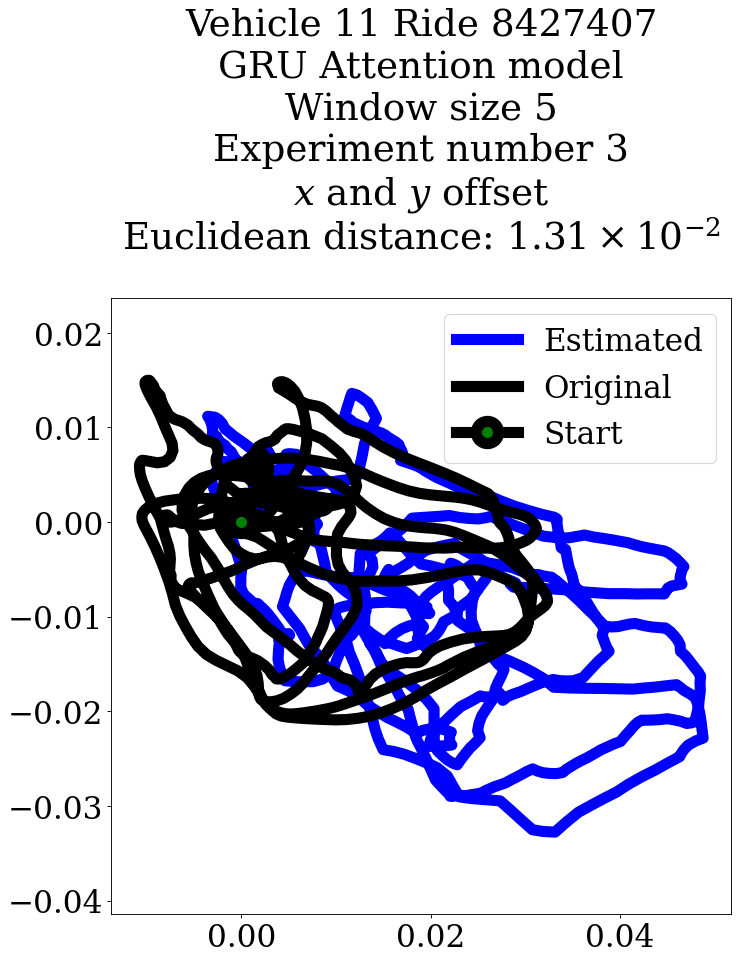 Vehicle 11 Ride 8427407
GRU Attention model
Window size 5
Experiment number 3
x and y offset
Euclidean distance: 1.31 × 10⁻²
Estimated
Original
Start
0.02
0.01
0.00
−0.01
−0.02
−0.03
−0.04
0.00 0.02 0.04